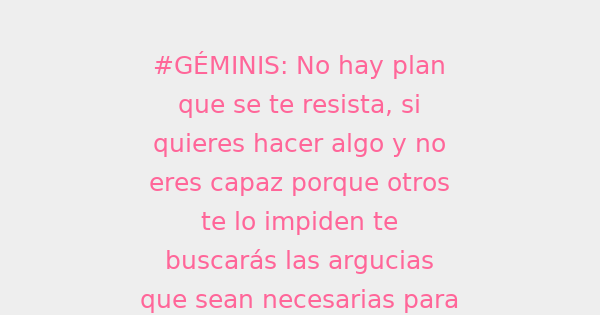 #GÉMINIS: No hay plan
que se te resista, si
quieres hacer algo y no
eres capaz porque otros
te lo impiden te
buscarás las argucias
que sean necesarias para